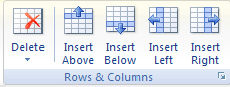 Delete Insert Insert Insert Insert
Above Below Left Right
Rows & Columns